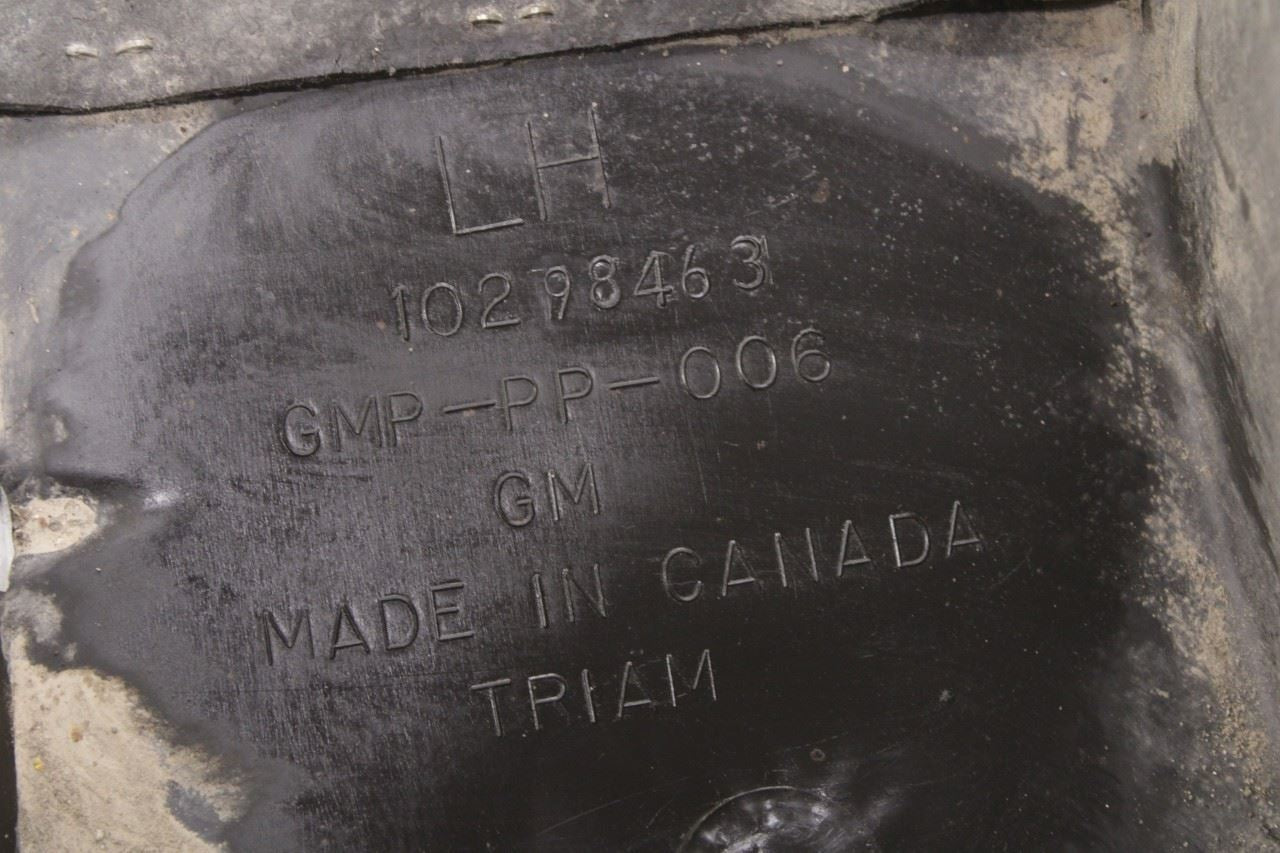 LH
10298463
GMP-PP-006
GM
MADE IN CANADA
TRIAM